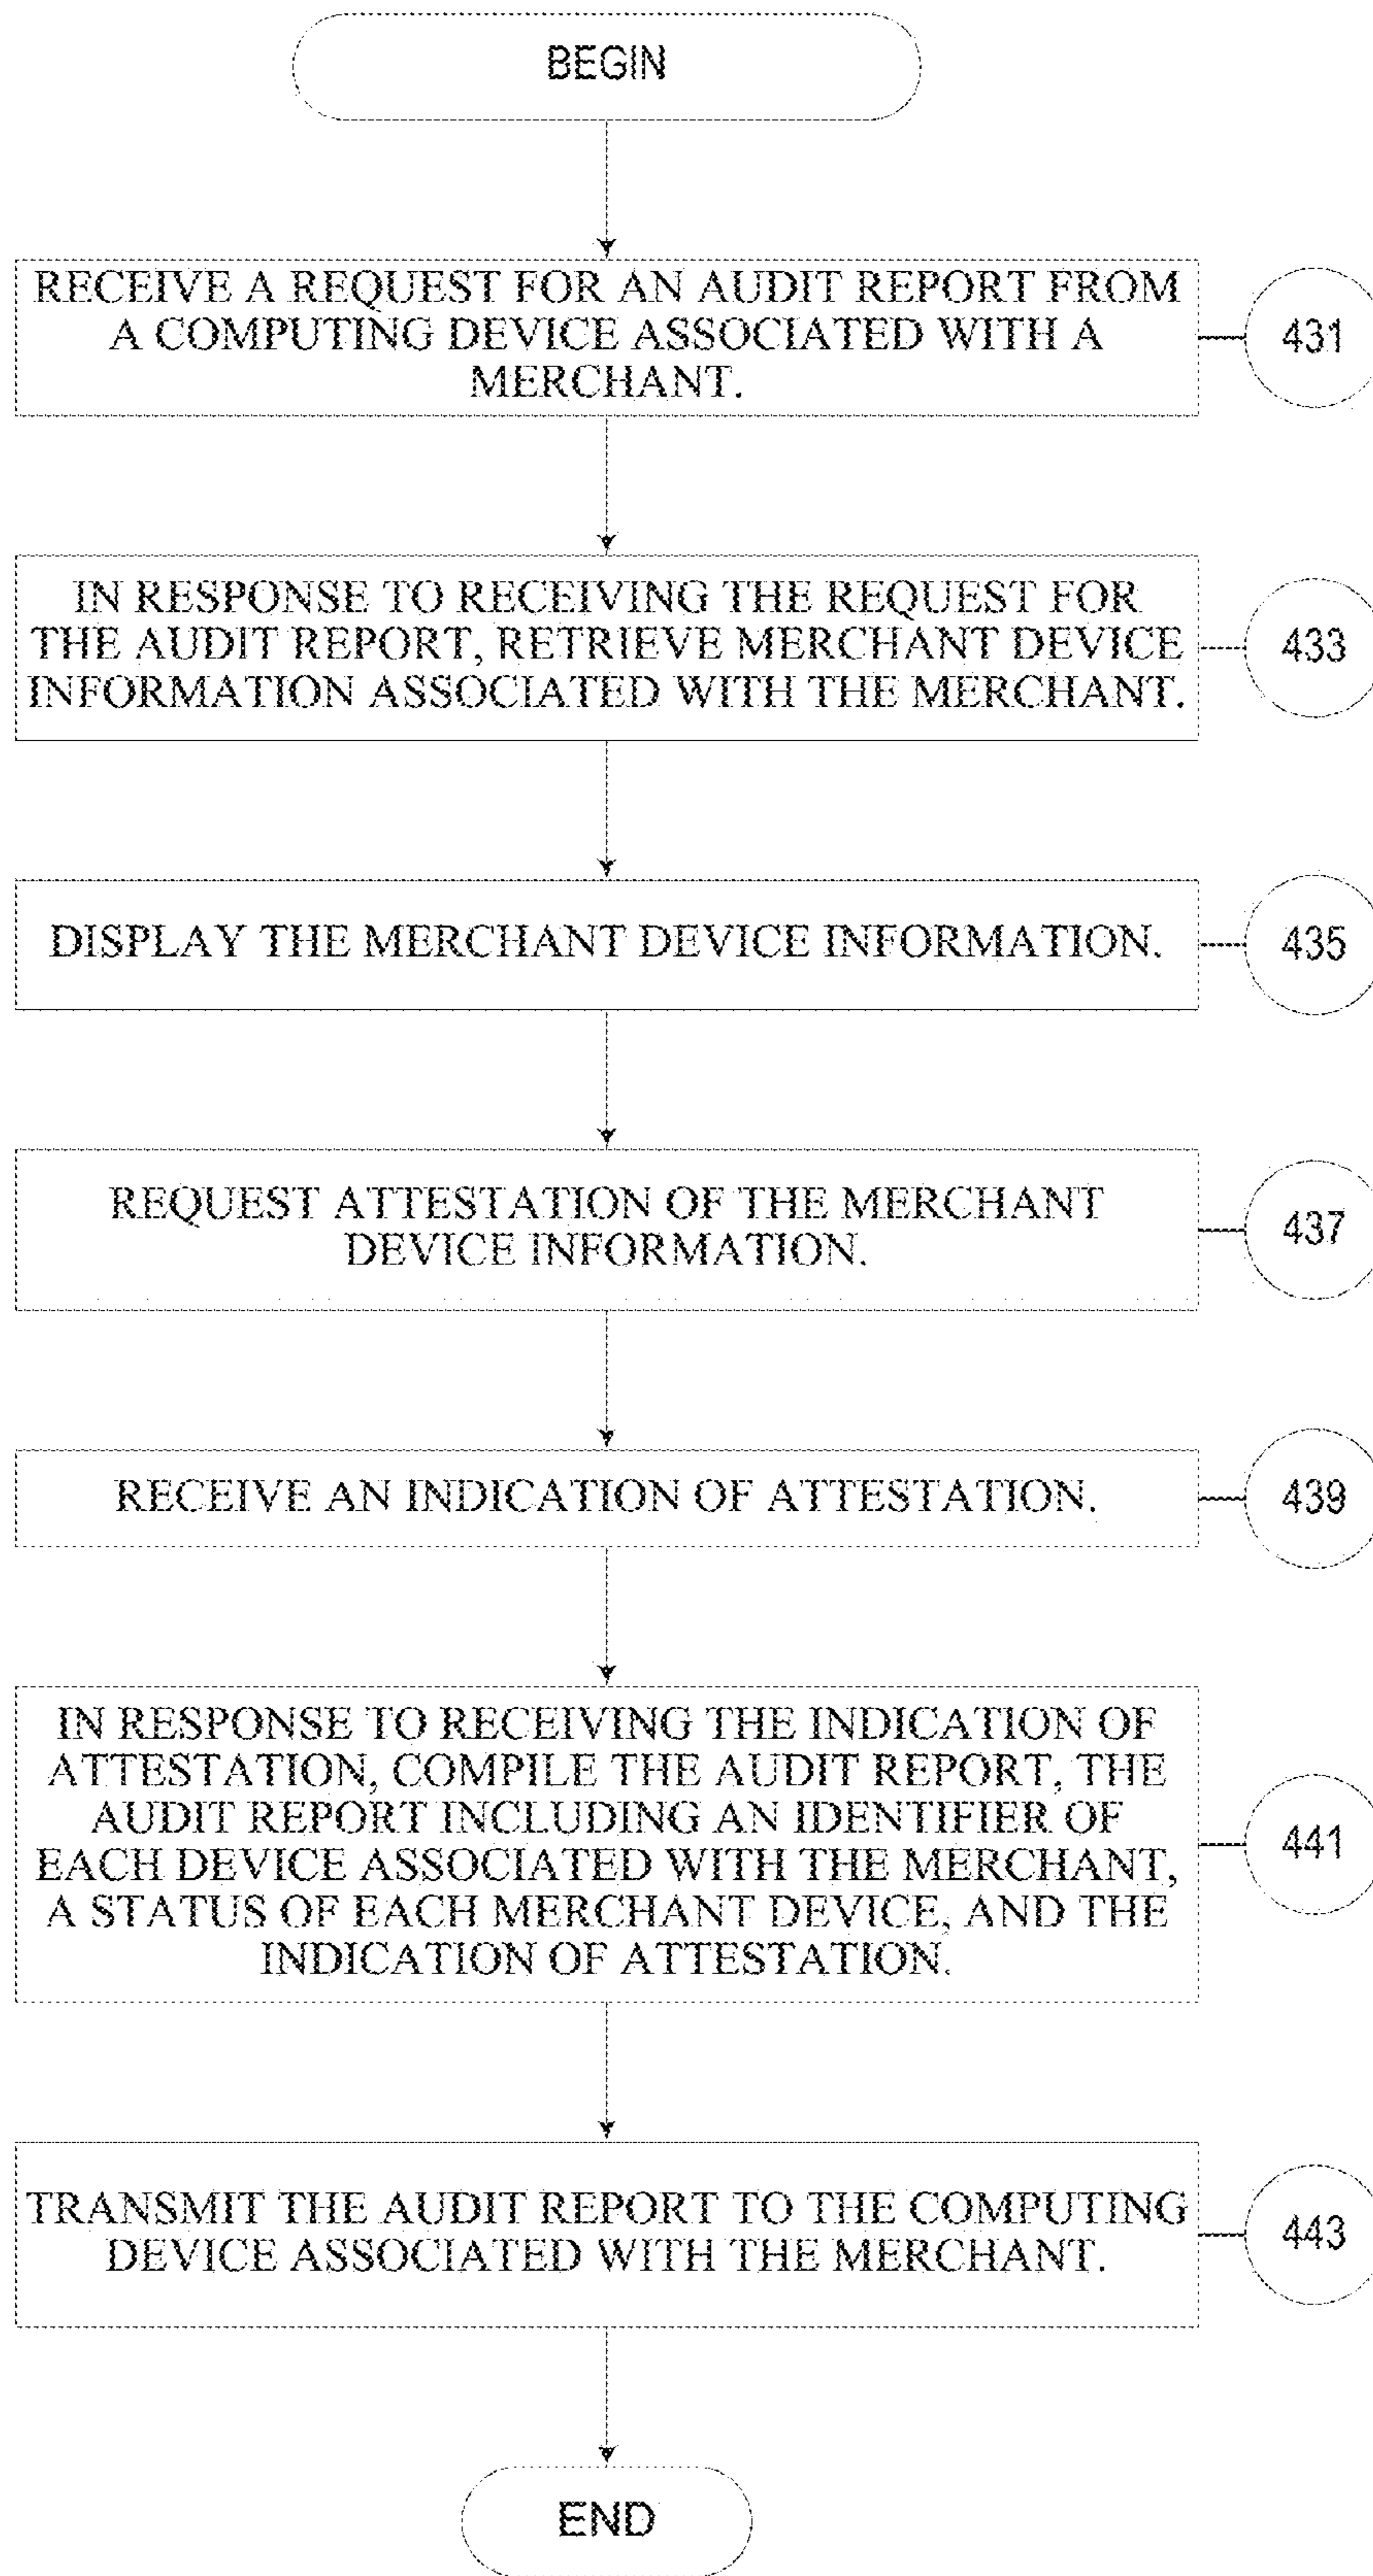 BEGIN
RECEIVE A REQUEST FOR AN AUDIT REPORT FROM
A COMPUTING DEVICE ASSOCIATED WITH A
MERCHANT.
431
IN RESPONSE TO RECEIVING THE REQUEST FOR
THE AUDIT REPORT, RETRIEVE MERCHANT DEVICE
INFORMATION ASSOCIATED WITH THE MERCHANT.
433
DISPLAY THE MERCHANT DEVICE INFORMATION.
435
REQUEST ATTESTATION OF THE MERCHANT
DEVICE INFORMATION.
437
RECEIVE AN INDICATION OF ATTESTATION.
439
IN RESPONSE TO RECEIVING THE INDICATION OF
ATTESTATION, COMPILE THE AUDIT REPORT, THE
AUDIT REPORT INCLUDING AN IDENTIFIER OF
EACH DEVICE ASSOCIATED WITH THE MERCHANT,
A STATUS OF EACH MERCHANT DEVICE, AND THE
INDICATION OF ATTESTATION.
441
TRANSMIT THE AUDIT REPORT TO THE COMPUTING
DEVICE ASSOCIATED WITH THE MERCHANT.
443
END